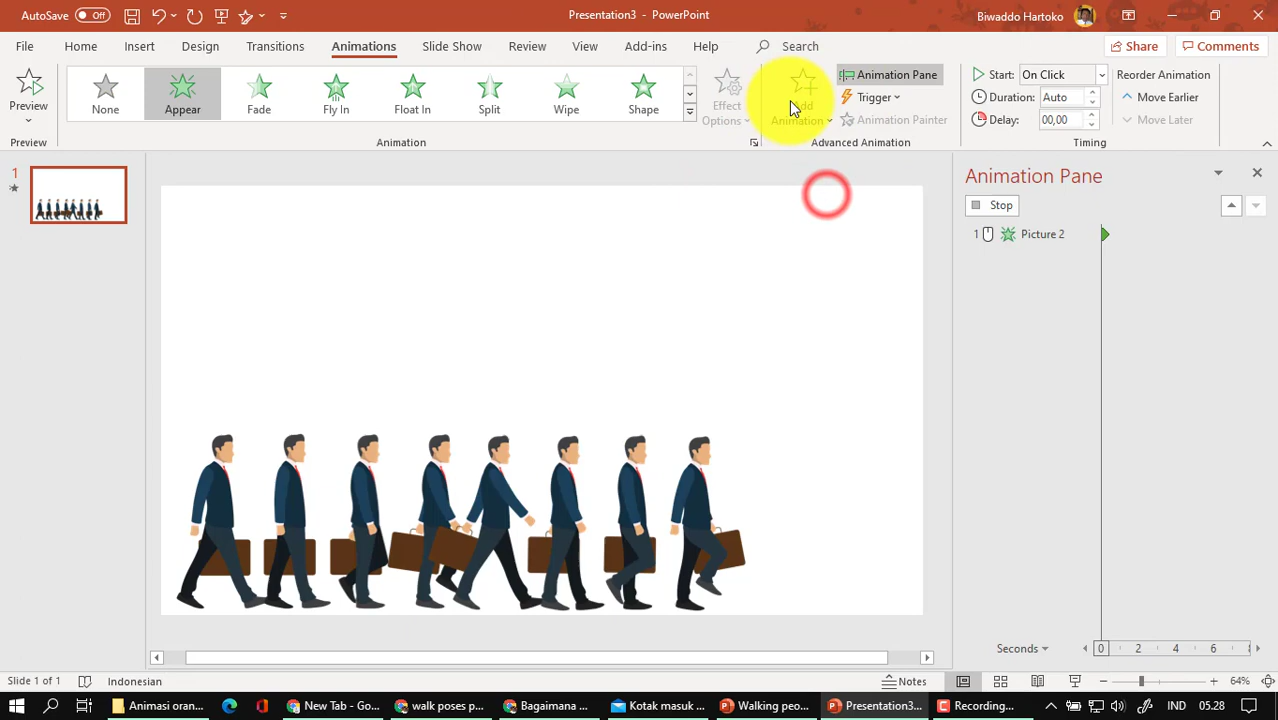 AutoSave Off
Presentation3 - PowerPoint
Biwaddo Hartoko
File Home Insert Design Transitions Animations Slide Show Review View Add-ins Help Search
Share Comments
Preview
None Appear Fade Fly In Float In Split Wipe Shape
Effect
Options
Add
Animation
Animation Pane
Trigger
Animation Painter
Start: On Click
Duration: Auto
Delay: 00,00
Reorder Animation
Move Earlier
Move Later
Preview Animation Advanced Animation Timing
1
Animation Pane
Stop
1 Picture 2
Seconds 0 2 4 6
Slide 1 of 1 Indonesian Notes 64%
Animasi oran... New Tab - Go... walk poses p... Bagaimana ... Kotak masuk ... Walking peo... Presentation3... Recording... IND 05.28